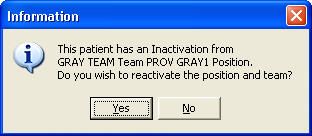 Information
This patient has an Inactivation from
GRAY TEAM Team PROV GRAY1 Position.
Do you wish to reactivate the position and team?
Yes
No